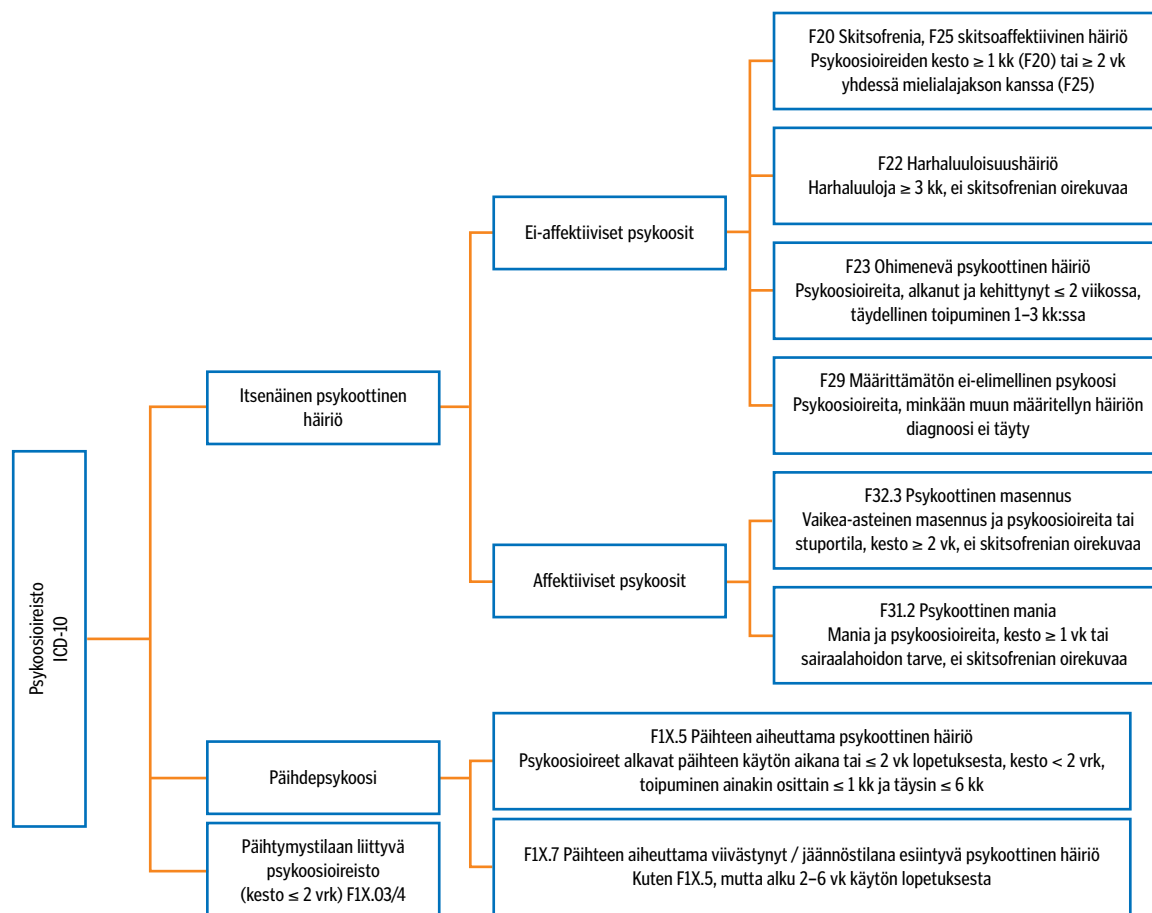 Psykoosioireisto
ICD-10
Itsenäinen psykoottinen
häiriö
Ei-affektiiviset psykoosit
F20 Skitsofrenia, F25 skitsoaffektiivinen häiriö
Psykoosioireiden kesto ≥ 1 kk (F20) tai ≥ 2 vk
yhdessä mielialajakson kanssa (F25)
F22 Harhaluuloisuushäiriö
Harhaluuloja ≥ 3 kk, ei skitsofrenian oirekuvaa
F23 Ohimenevä psykoottinen häiriö
Psykoosioireita, alkanut ja kehittynyt ≤ 2 viikossa,
täydellinen toipuminen 1–3 kk:ssa
F29 Määrittämätön ei-elimellinen psykoosi
Psykoosioireita, minkään muun määritellyn häiriön
diagnoosi ei täyty
Affektiiviset psykoosit
F32.3 Psykoottinen masennus
Vaikea-asteinen masennus ja psykoosioireita tai
stuportila, kesto ≥ 2 vk, ei skitsofrenian oirekuvaa
F31.2 Psykoottinen mania
Mania ja psykoosioireita, kesto ≥ 1 vk tai
sairaalahoidon tarve, ei skitsofrenian oirekuvaa
Päihdepsykoosi
F1X.5 Päihteen aiheuttama psykoottinen häiriö
Psykoosioireet alkavat päihteen käytön aikana tai ≤ 2 vk lopetuksesta, kesto < 2 vrk,
toipuminen ainakin osittain ≤ 1 kk ja täysin ≤ 6 kk
F1X.7 Päihteen aiheuttama viivästynyt / jäännöstilana esiintyvä psykoottinen häiriö
Kuten F1X.5, mutta alku 2–6 vk käytön lopetuksesta
Päihtymystilaan liittyvä
psykoosioireisto
(kesto ≤ 2 vrk) F1X.03/4